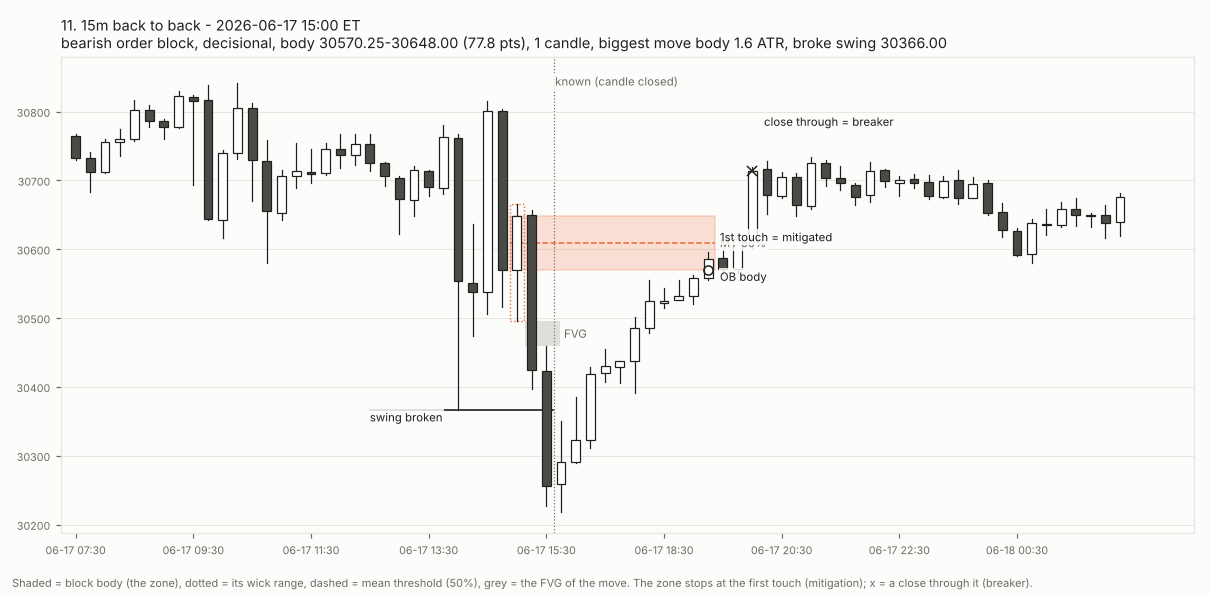 11. 15m back to back - 2026-06-17 15:00 ET
bearish order block, decisional, body 30570.25-30648.00 (77.8 pts), 1 candle, biggest move body 1.6 ATR, broke swing 30366.00
known (candle closed)
30800
close through = breaker
30700
1st touch = mitigated
30600
OB body
30500
FVG
30400
swing broken
30300
30200
06-17 07:30 06-17 09:30 06-17 11:30 06-17 13:30 06-17 15:30 06-17 18:30 06-17 20:30 06-17 22:30 06-18 00:30
Shaded = block body (the zone), dotted = its wick range, dashed = mean threshold (50%), grey = the FVG of the move. The zone stops at the first touch (mitigation); x = a close through it (breaker).